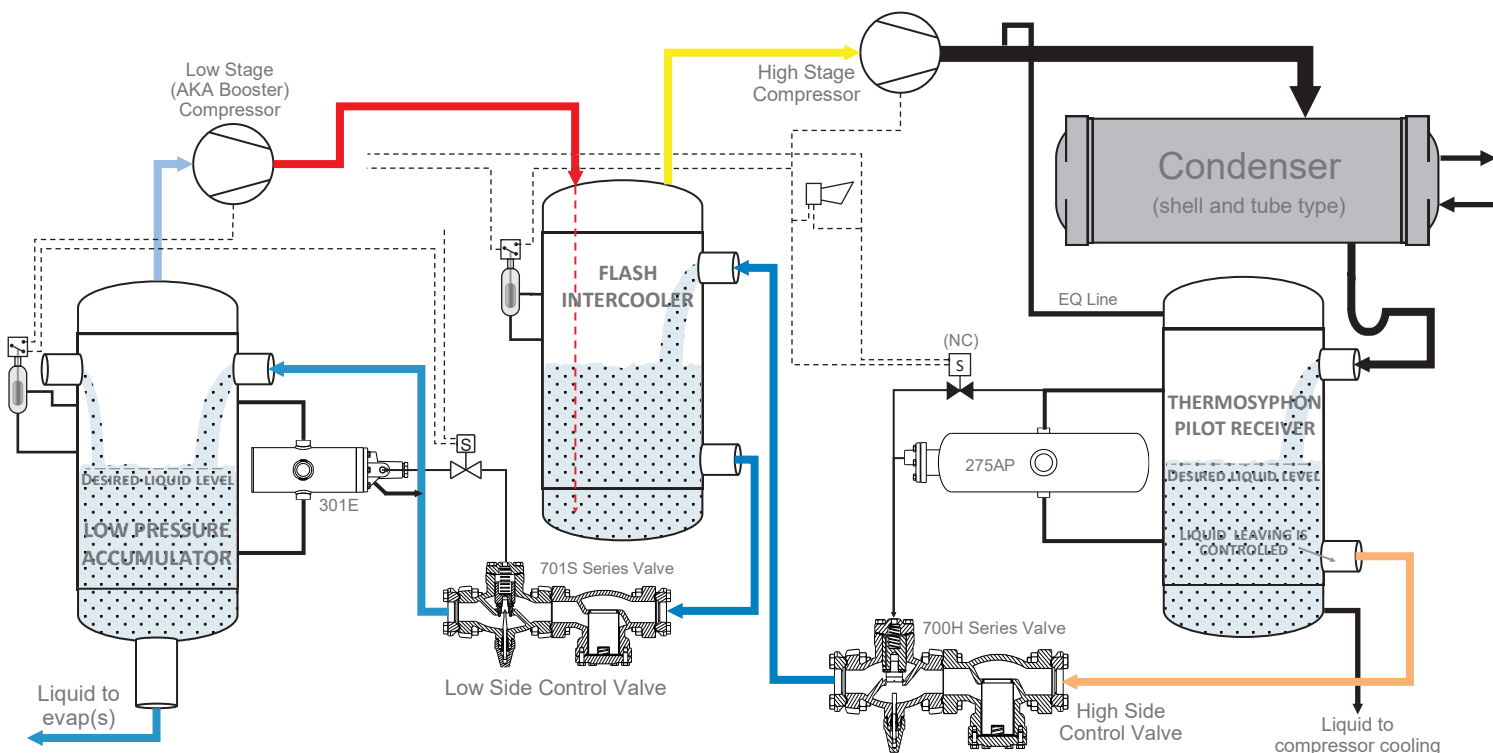 Low Stage
(AKA Booster)
Compressor
High Stage
Compressor
Condenser
(shell and tube type)
FLASH
INTERCOOLER
EQ Line
(NC)
S
THERMOSYPHON
PILOT RECEIVER
275AP
DESIRED LIQUID LEVEL
LIQUID LEAVING IS
CONTROLLED
S
DESIRED LIQUID LEVEL
301E
LOW PRESSURE
ACCUMULATOR
701S Series Valve
Low Side Control Valve
700H Series Valve
High Side
Control Valve
Liquid to
evap(s)
Liquid to
compressor cooling